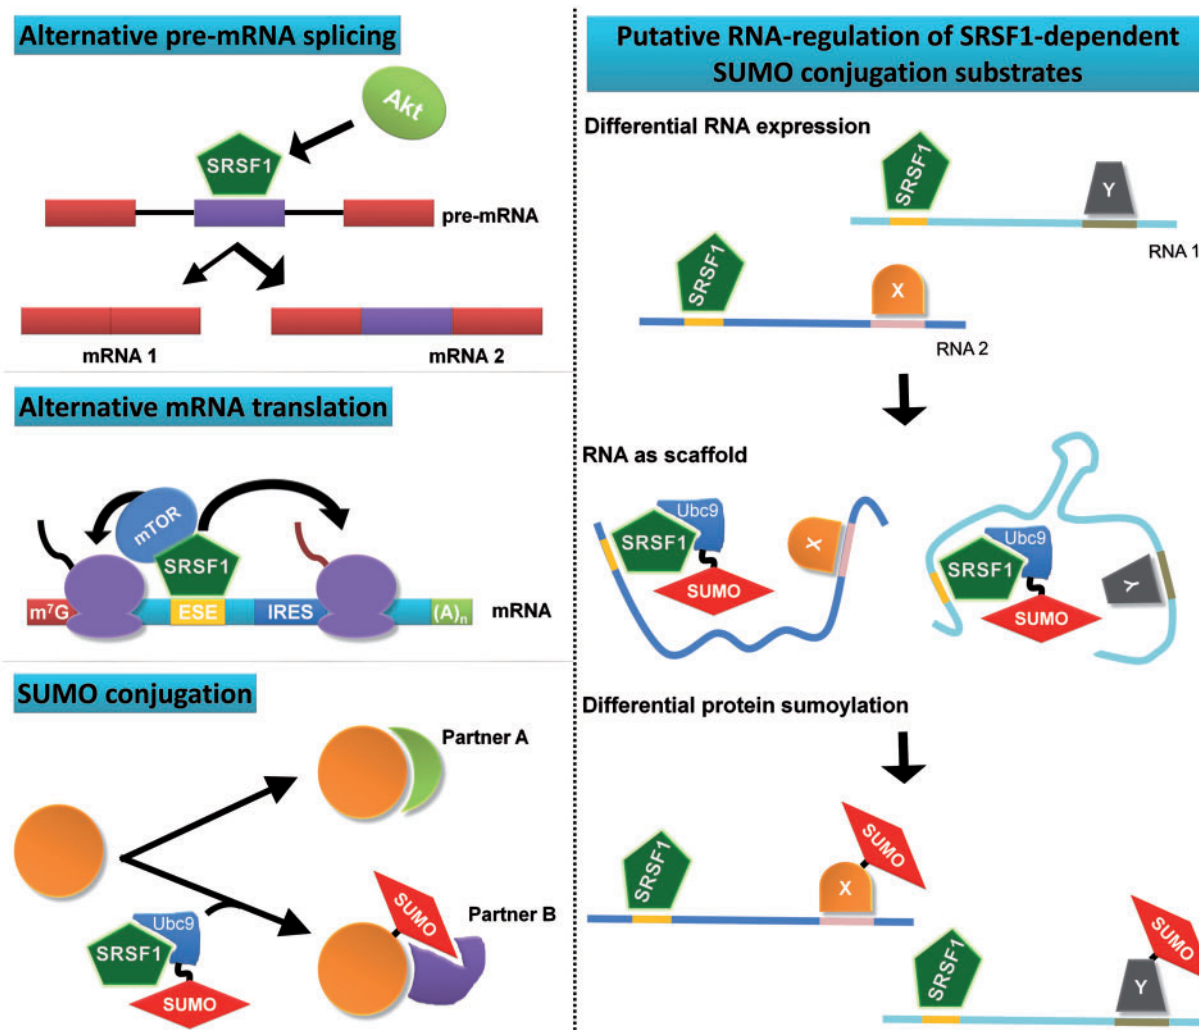 Alternative pre-mRNA splicing
Akt
SRSF1
pre-mRNA
mRNA 1
mRNA 2
Alternative mRNA translation
mTOR
SRSF1
m⁷G
ESE
IRES
(A)ₙ
mRNA
SUMO conjugation
Partner A
Ubc9
SRSF1
SUMO
SUMO
Partner B
Putative RNA-regulation of SRSF1-dependent
SUMO conjugation substrates
Differential RNA expression
SRSF1
Y
RNA 1
SRSF1
X
RNA 2
RNA as scaffold
Ubc9
SRSF1
SUMO
X
Ubc9
SRSF1
SUMO
Y
Differential protein sumoylation
SRSF1
X
SUMO
SRSF1
Y
SUMO